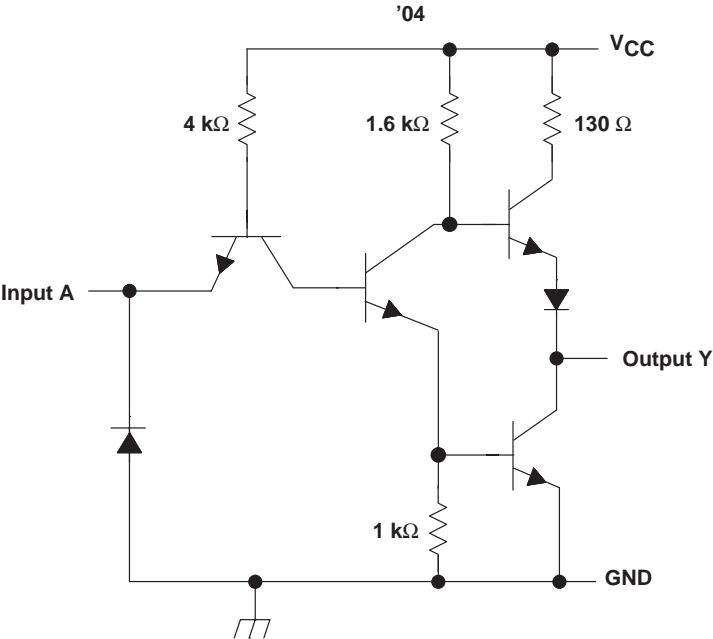 ’04
VCC
4 kΩ
1.6 kΩ
130 Ω
Input A
Output Y
1 kΩ
GND